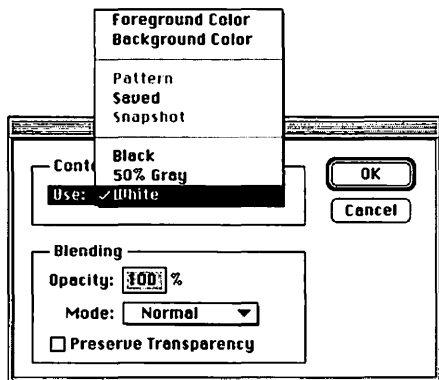 Foreground Color
Background Color
Pattern
Saved
Snapshot
Black
50% Gray
Conte
Use: ✓White
OK
Cancel
Blending
Opacity: 100 %
Mode: Normal
Preserve Transparency